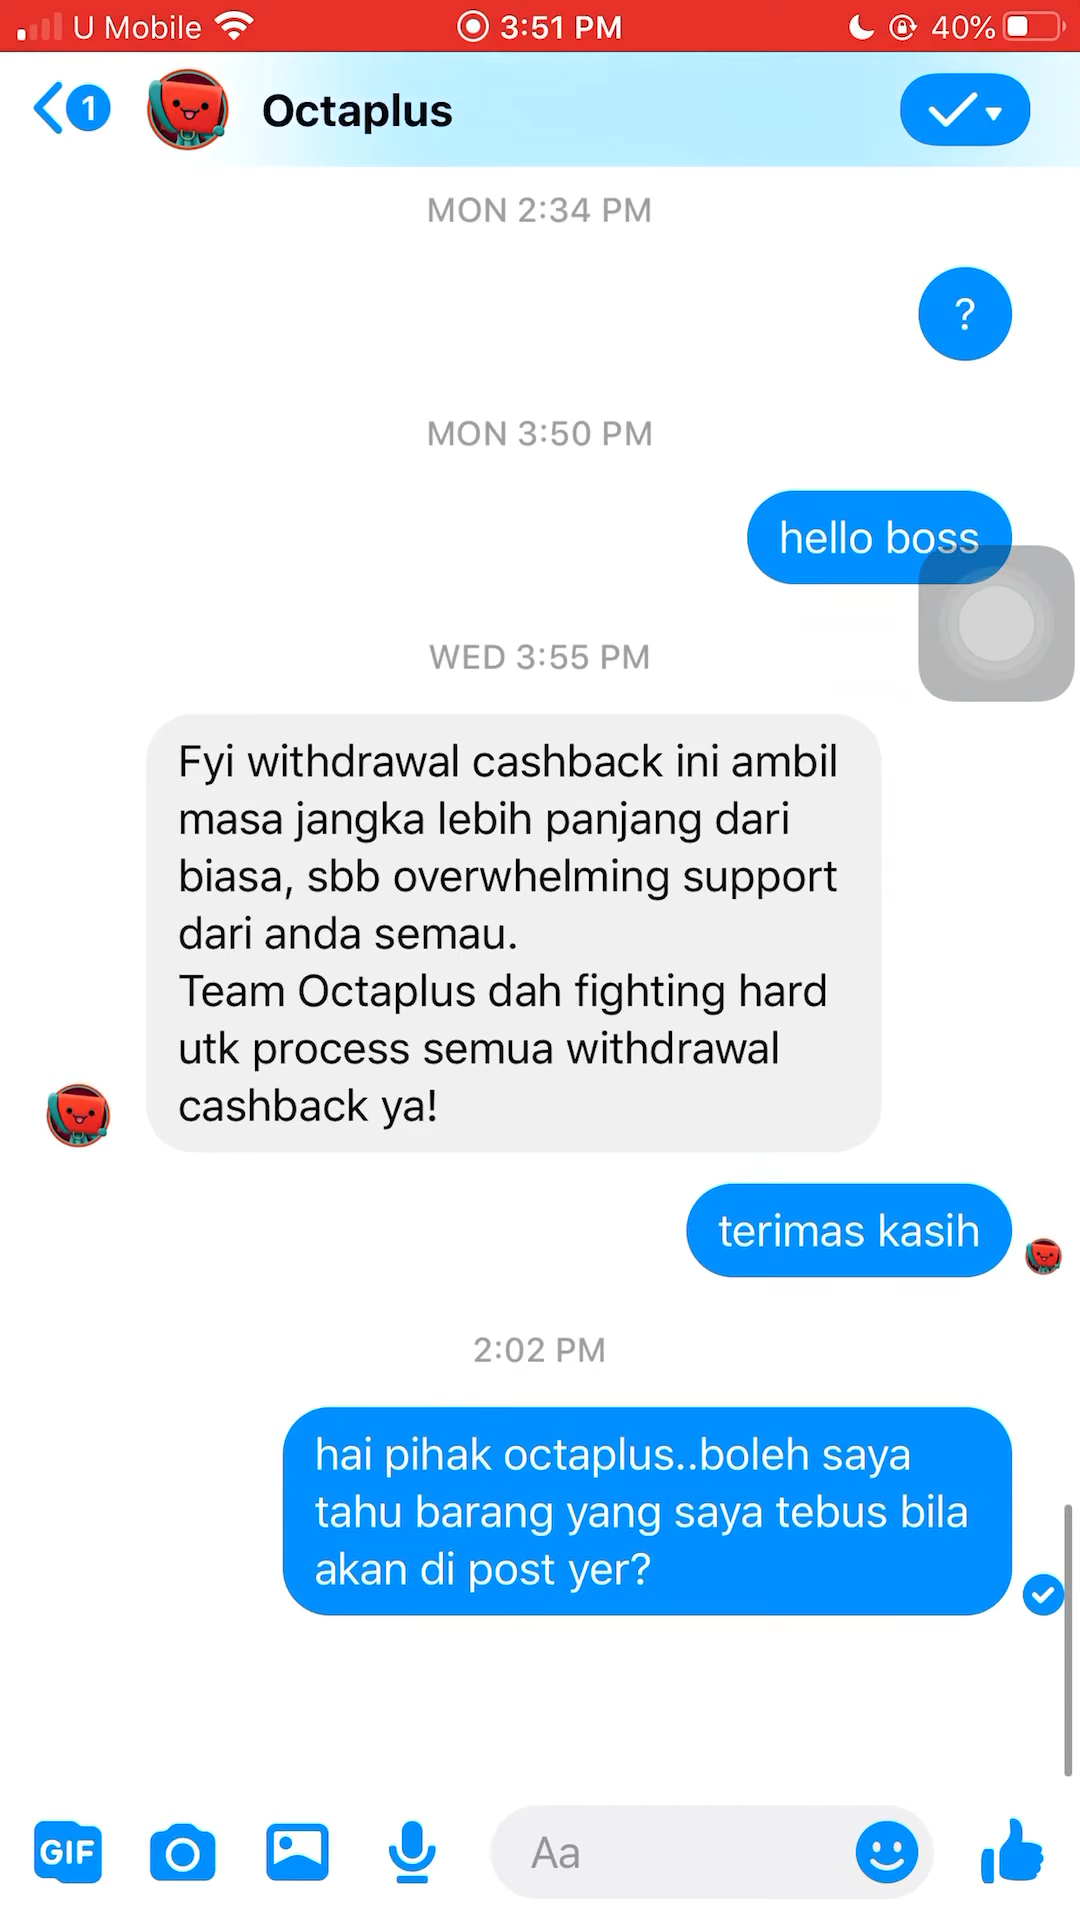 U Mobile 3:51 PM 40%
1 Octaplus
MON 2:34 PM
?
MON 3:50 PM
hello boss
WED 3:55 PM
Fyi withdrawal cashback ini ambil
masa jangka lebih panjang dari
biasa, sbb overwhelming support
dari anda semau.
Team Octaplus dah fighting hard
utk process semua withdrawal
cashback ya!
terimas kasih
2:02 PM
hai pihak octaplus..boleh saya
tahu barang yang saya tebus bila
akan di post yer?
GIF Aa